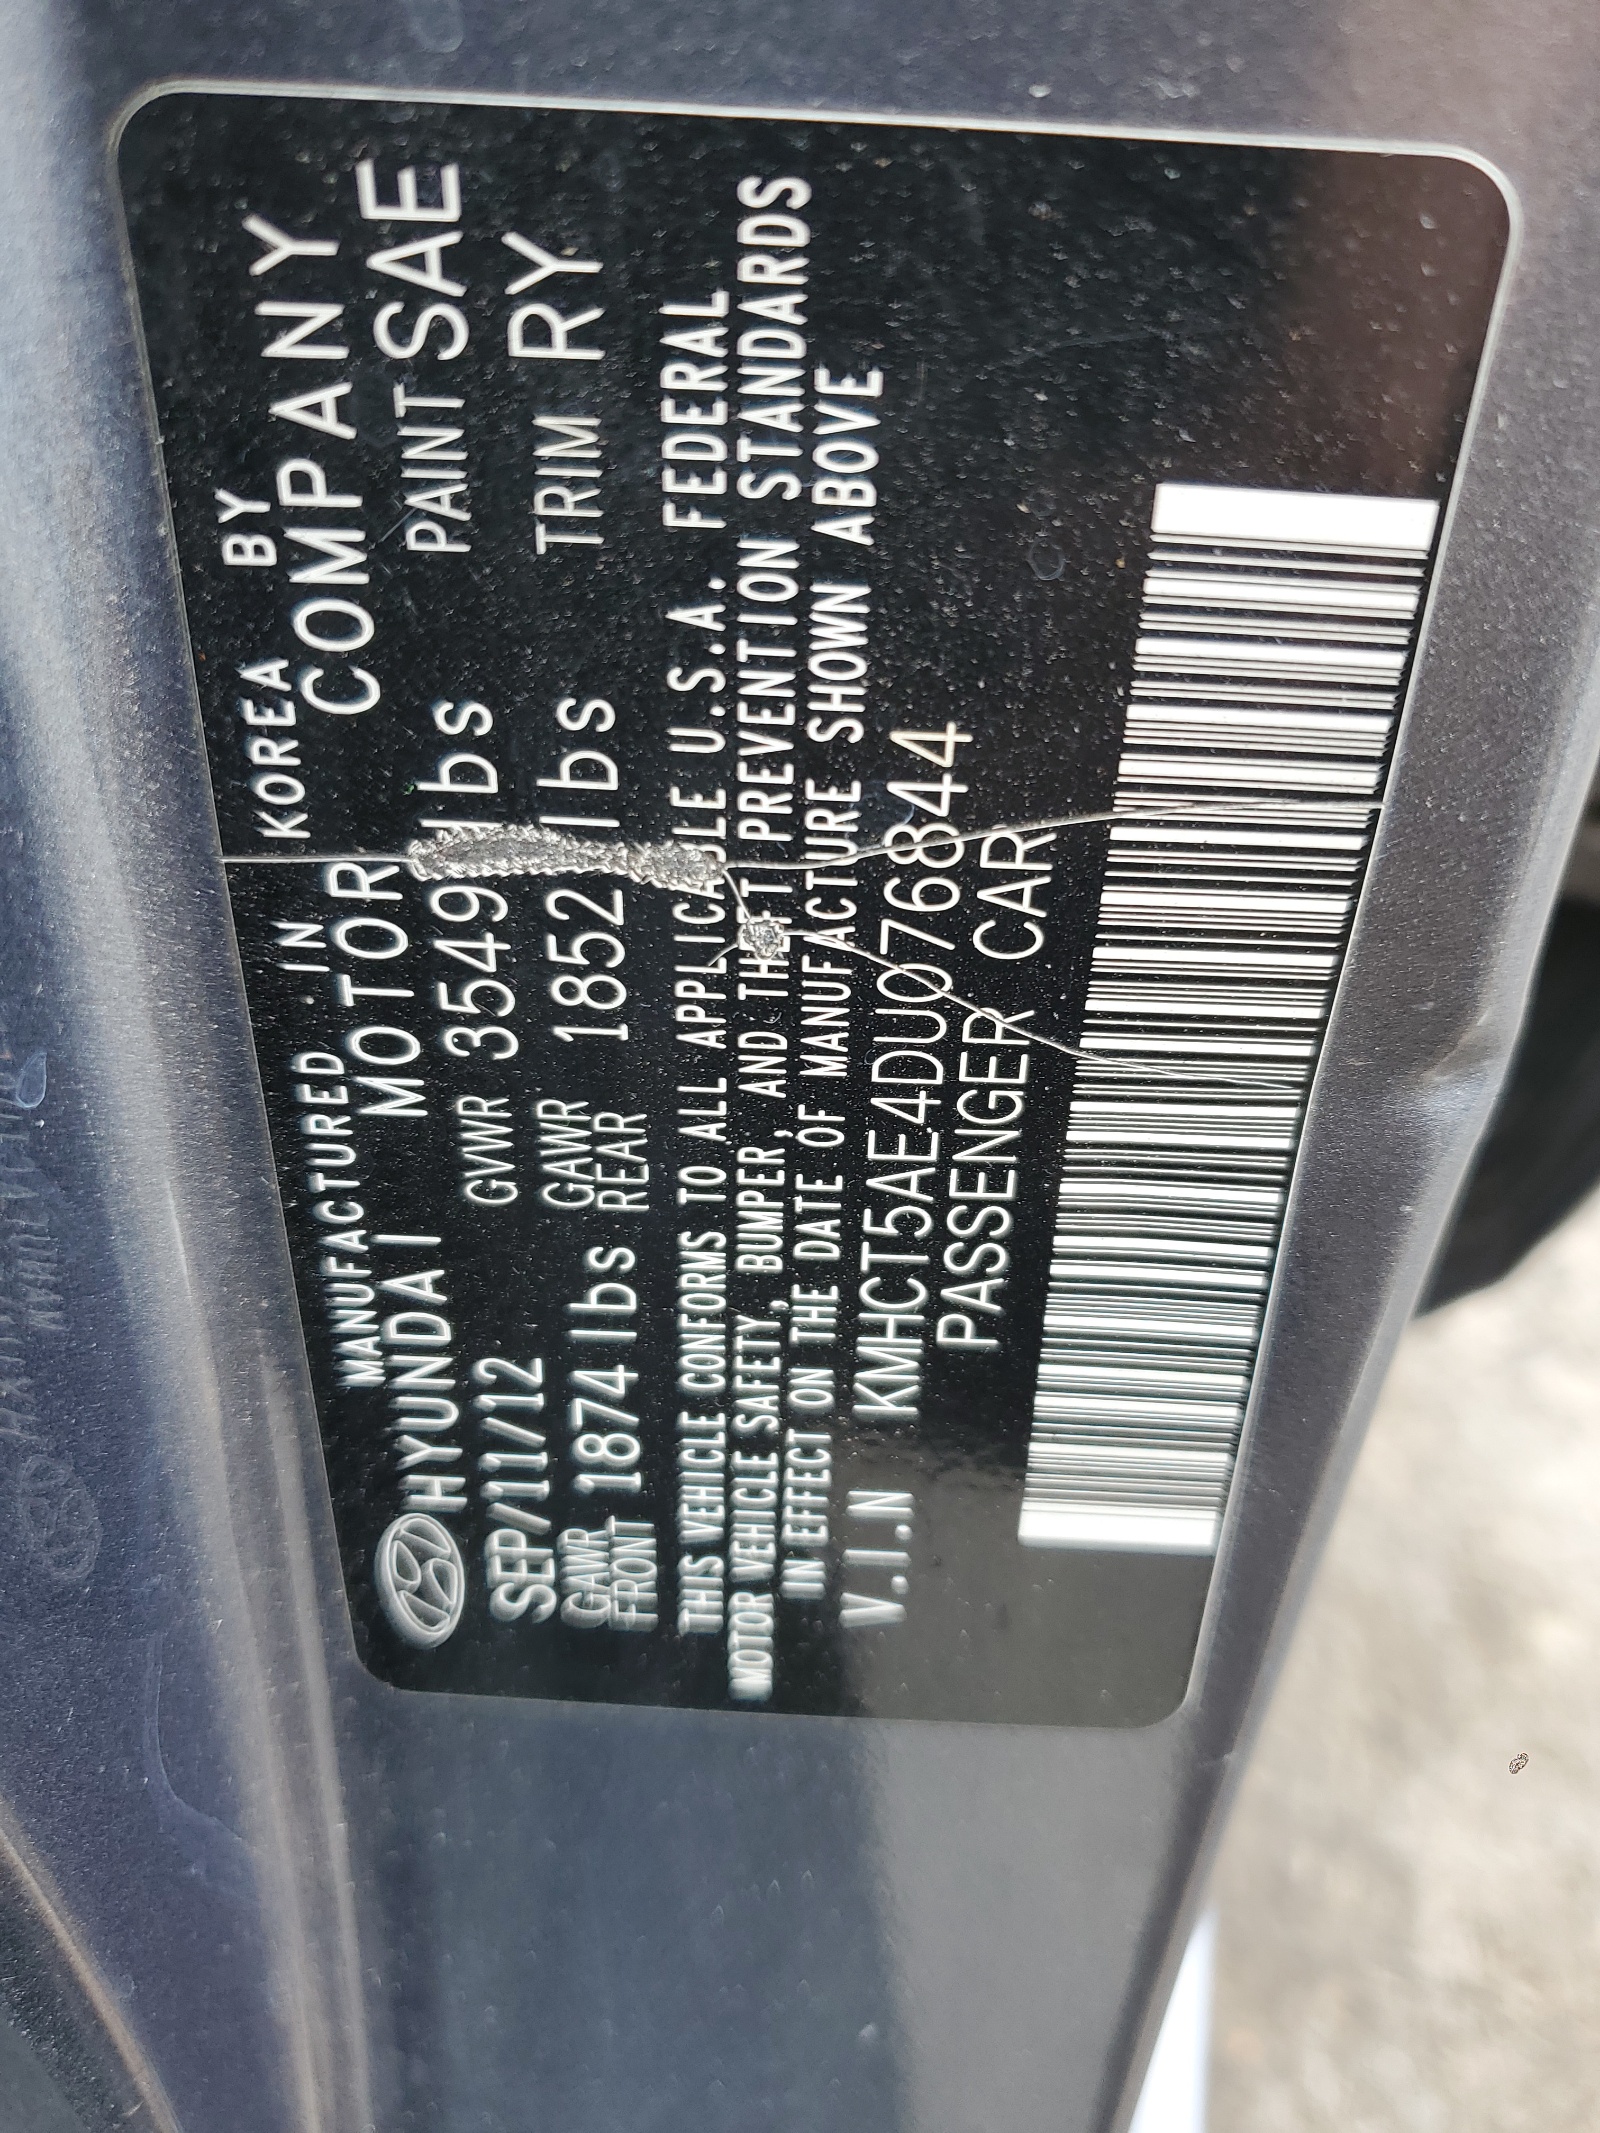 MANUFACTURED IN KOREA BY
HYUNDAI MOTOR COMPANY
SEP/11/12 GVWR 3549 lbs PAINT SAE
GAWR FRONT 1874 lbs GAWR REAR 1852 lbs TRIM RY
THIS VEHICLE CONFORMS TO ALL APPLICABLE U.S.A. FEDERAL
MOTOR VEHICLE SAFETY, BUMPER, AND THEFT PREVENTION STANDARDS
IN EFFECT ON THE DATE OF MANUFACTURE SHOWN ABOVE
V.I.N KMHCT5AE4DU076844
PASSENGER CAR